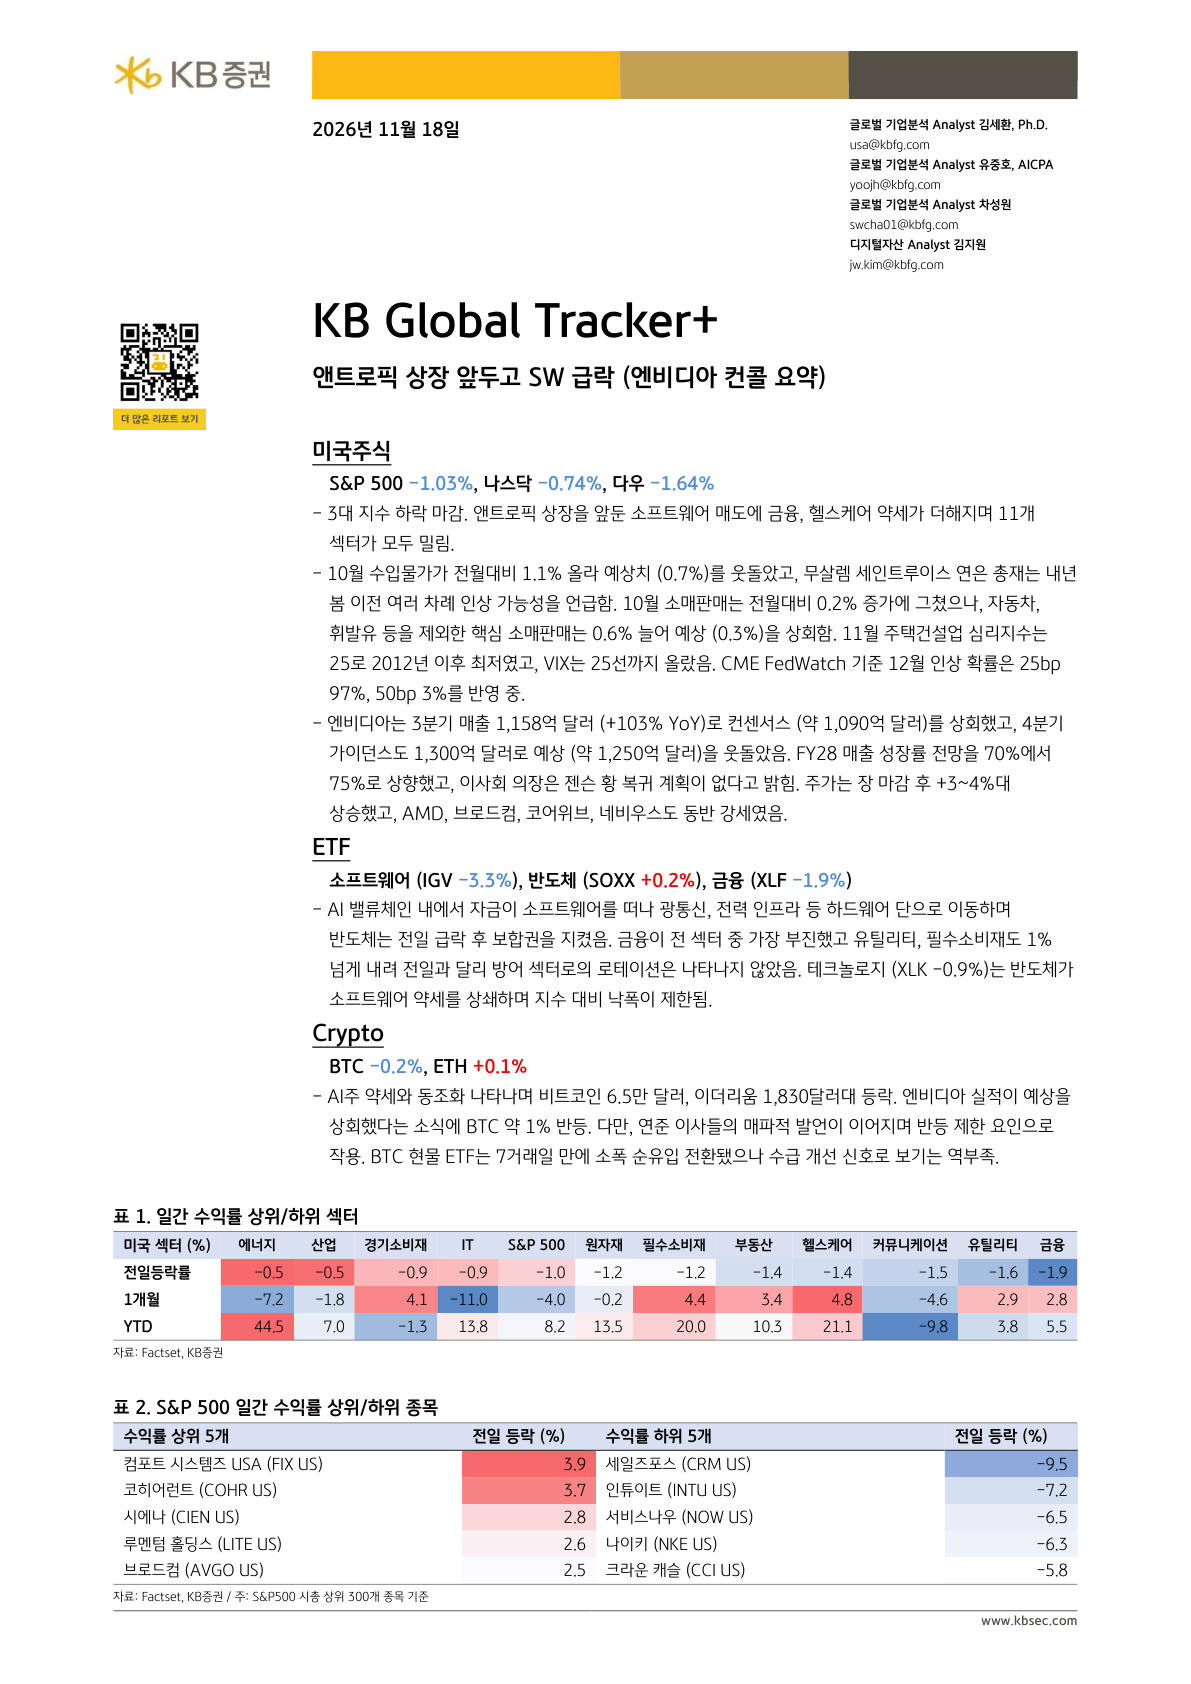 KB증권
2026년 11월 18일
글로벌 기업분석 Analyst 김세환, Ph.D.
usa@kbfg.com
글로벌 기업분석 Analyst 유중호, AICPA
yoojh@kbfg.com
글로벌 기업분석 Analyst 차성원
swcha01@kbfg.com
디지털자산 Analyst 김지원
jw.kim@kbfg.com
더 많은 리포트 보기
KB Global Tracker+
앤트로픽 상장 앞두고 SW 급락 (엔비디아 컨콜 요약)
미국주식
S&P 500 -1.03%, 나스닥 -0.74%, 다우 -1.64%
- 3대 지수 하락 마감. 앤트로픽 상장을 앞둔 소프트웨어 매도에 금융, 헬스케어 약세가 더해지며 11개
섹터가 모두 밀림.
- 10월 수입물가가 전월대비 1.1% 올라 예상치 (0.7%)를 웃돌았고, 무살렘 세인트루이스 연은 총재는 내년
봄 이전 여러 차례 인상 가능성을 언급함. 10월 소매판매는 전월대비 0.2% 증가에 그쳤으나, 자동차,
휘발유 등을 제외한 핵심 소매판매는 0.6% 늘어 예상 (0.3%)을 상회함. 11월 주택건설업 심리지수는
25로 2012년 이후 최저였고, VIX는 25선까지 올랐음. CME FedWatch 기준 12월 인상 확률은 25bp
97%, 50bp 3%를 반영 중.
- 엔비디아는 3분기 매출 1,158억 달러 (+103% YoY)로 컨센서스 (약 1,090억 달러)를 상회했고, 4분기
가이던스도 1,300억 달러로 예상 (약 1,250억 달러)을 웃돌았음. FY28 매출 성장률 전망을 70%에서
75%로 상향했고, 이사회 의장은 젠슨 황 복귀 계획이 없다고 밝힘. 주가는 장 마감 후 +3~4%대
상승했고, AMD, 브로드컴, 코어위브, 네비우스도 동반 강세였음.
ETF
소프트웨어 (IGV -3.3%), 반도체 (SOXX +0.2%), 금융 (XLF -1.9%)
- AI 밸류체인 내에서 자금이 소프트웨어를 떠나 광통신, 전력 인프라 등 하드웨어 단으로 이동하며
반도체는 전일 급락 후 보합권을 지켰음. 금융이 전 섹터 중 가장 부진했고 유틸리티, 필수소비재도 1%
넘게 내려 전일과 달리 방어 섹터로의 로테이션은 나타나지 않았음. 테크놀로지 (XLK -0.9%)는 반도체가
소프트웨어 약세를 상쇄하며 지수 대비 낙폭이 제한됨.
Crypto
BTC -0.2%, ETH +0.1%
- AI주 약세와 동조화 나타나며 비트코인 6.5만 달러, 이더리움 1,830달러대 등락. 엔비디아 실적이 예상을
상회했다는 소식에 BTC 약 1% 반등. 다만, 연준 이사들의 매파적 발언이 이어지며 반등 제한 요인으로
작용. BTC 현물 ETF는 7거래일 만에 소폭 순유입 전환됐으나 수급 개선 신호로 보기는 역부족.
표 1. 일간 수익률 상위/하위 섹터
미국 섹터 (%) 에너지 산업 경기소비재 IT S&P 500 원자재 필수소비재 부동산 헬스케어 커뮤니케이션 유틸리티 금융
전일등락률 -0.5 -0.5 -0.9 -0.9 -1.0 -1.2 -1.2 -1.4 -1.4 -1.5 -1.6 -1.9
1개월 -7.2 -1.8 4.1 -11.0 -4.0 -0.2 4.4 3.4 4.8 -4.6 2.9 2.8
YTD 44.5 7.0 -1.3 13.8 8.2 13.5 20.0 10.3 21.1 -9.8 3.8 5.5
자료: Factset, KB증권
표 2. S&P 500 일간 수익률 상위/하위 종목
수익률 상위 5개 전일 등락 (%) 수익률 하위 5개 전일 등락 (%)
컴포트 시스템즈 USA (FIX US) 3.9 세일즈포스 (CRM US) -9.5
코히어런트 (COHR US) 3.7 인튜이트 (INTU US) -7.2
시에나 (CIEN US) 2.8 서비스나우 (NOW US) -6.5
루멘텀 홀딩스 (LITE US) 2.6 나이키 (NKE US) -6.3
브로드컴 (AVGO US) 2.5 크라운 캐슬 (CCI US) -5.8
자료: Factset, KB증권 / 주: S&P500 시총 상위 300개 종목 기준
www.kbsec.com